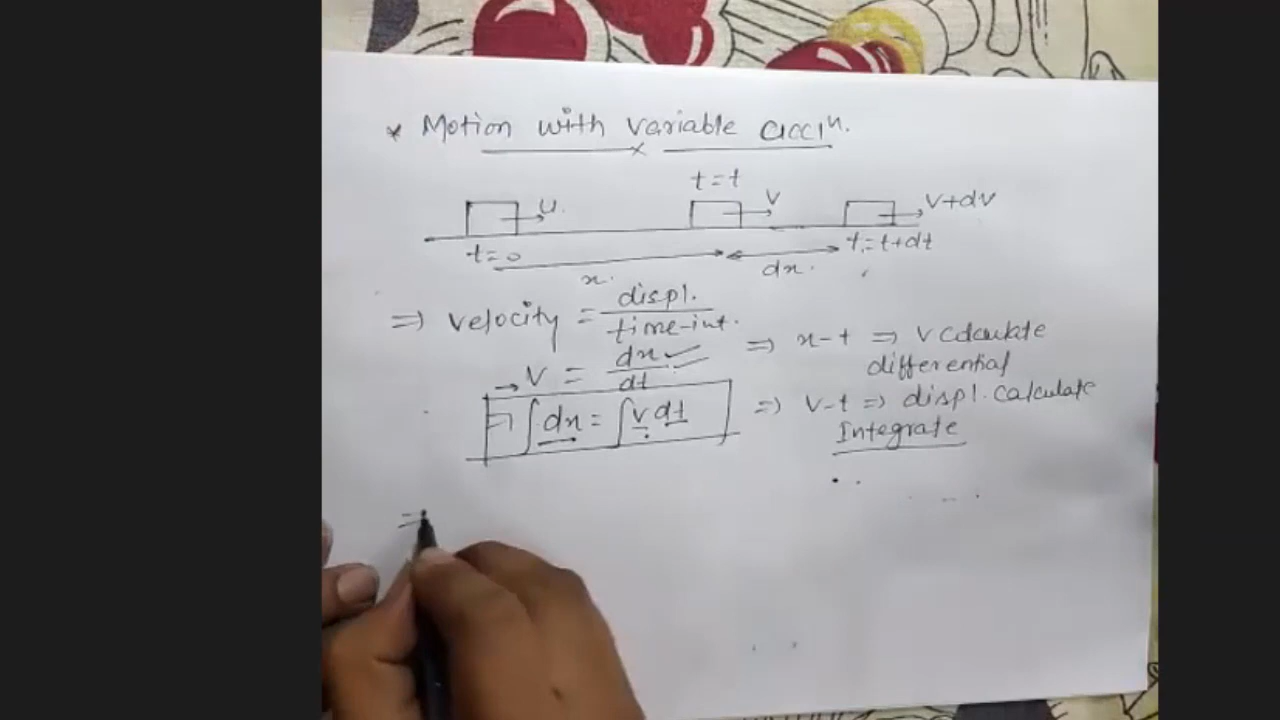 * Motion with variable accln.
t=t
u.
v
v+dv
t=0
t=t+dt
x.
dx.
=> velocity = displ. / time-int.
→ v = dx/dt
=> x-t => v calculate
differential
∫dx = ∫v dt
=> v-t => displ. calculate
Integrate
=